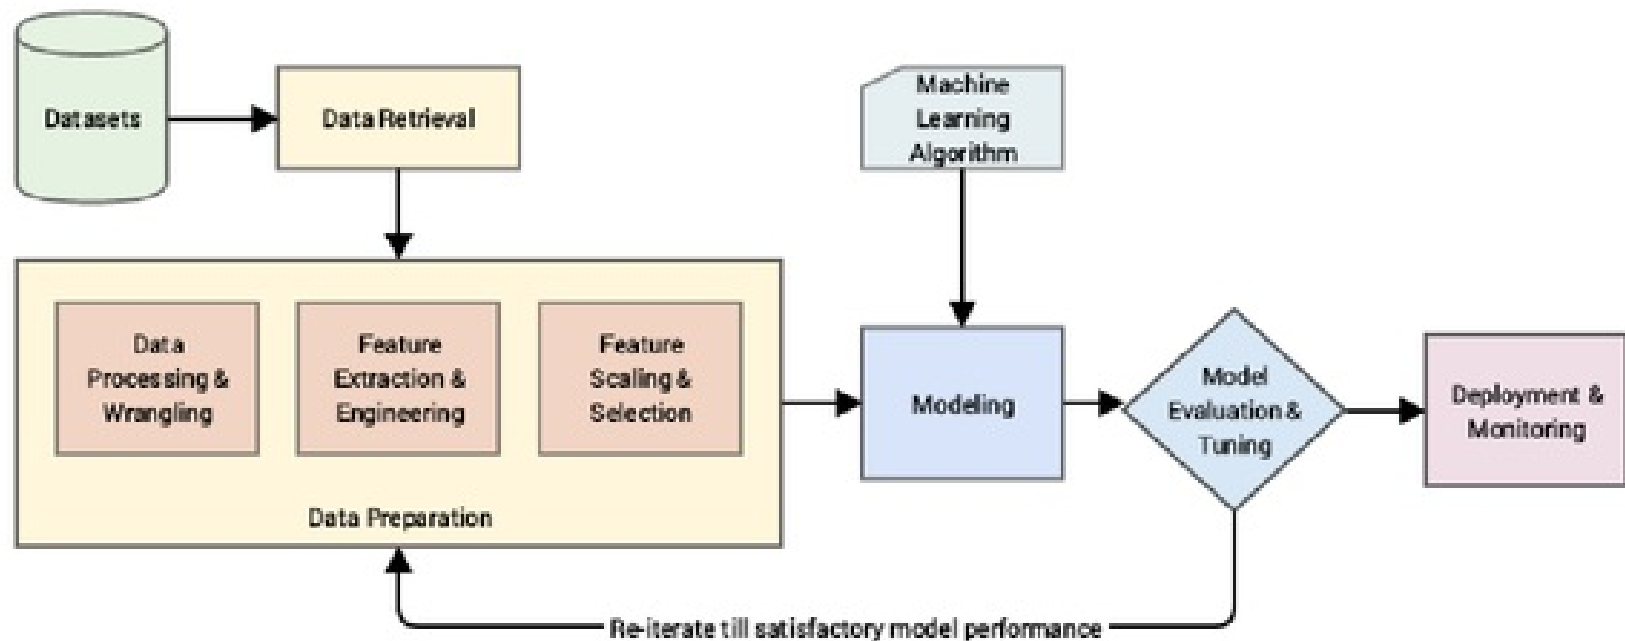 Datasets
Data Retrieval
Machine
Learning
Algorithm
Data
Processing &
Wrangling
Feature
Extraction &
Engineering
Feature
Scaling &
Selection
Data Preparation
Modeling
Model
Evaluation &
Tuning
Deployment &
Monitoring
Re-iterate till satisfactory model performance